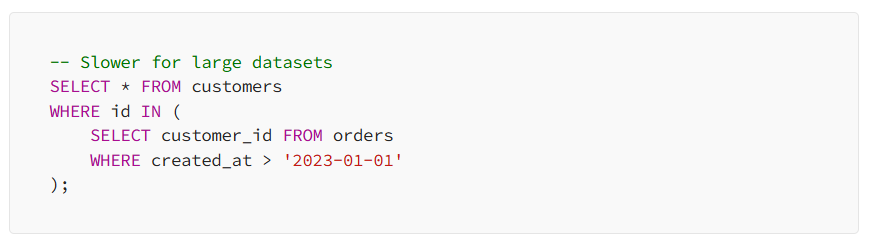 -- Slower for large datasets
SELECT * FROM customers
WHERE id IN (
    SELECT customer_id FROM orders
    WHERE created_at > '2023-01-01'
);